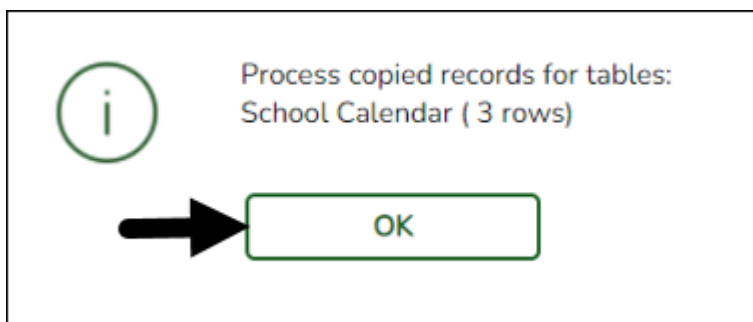 Process copied records for tables:
School Calendar ( 3 rows)
OK